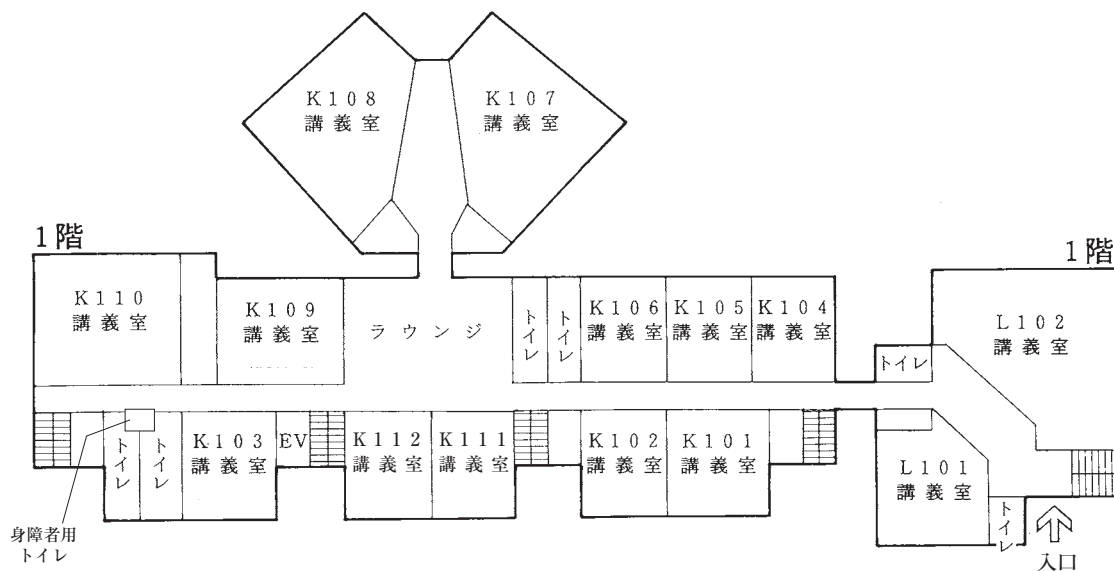 K108
講義室
K107
講義室
1階
1階
K110
講義室
K109
講義室
ラウンジ
トイレ
トイレ
K106
講義室
K105
講義室
K104
講義室
L102
講義室
トイレ
トイレ
トイレ
K103
講義室
EV
K112
講義室
K111
講義室
K102
講義室
K101
講義室
L101
講義室
トイレ
身障者用
トイレ
入口